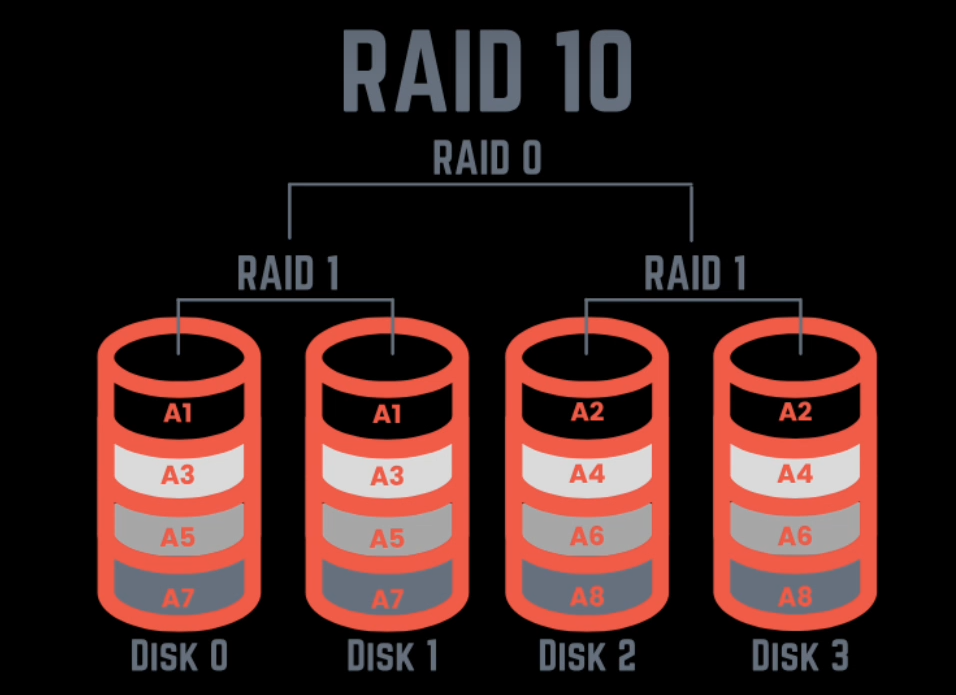 RAID 10
RAID 0
RAID 1 RAID 1
A1 A1 A2 A2
A3 A3 A4 A4
A5 A5 A6 A6
A7 A7 A8 A8
Disk 0 Disk 1 Disk 2 Disk 3